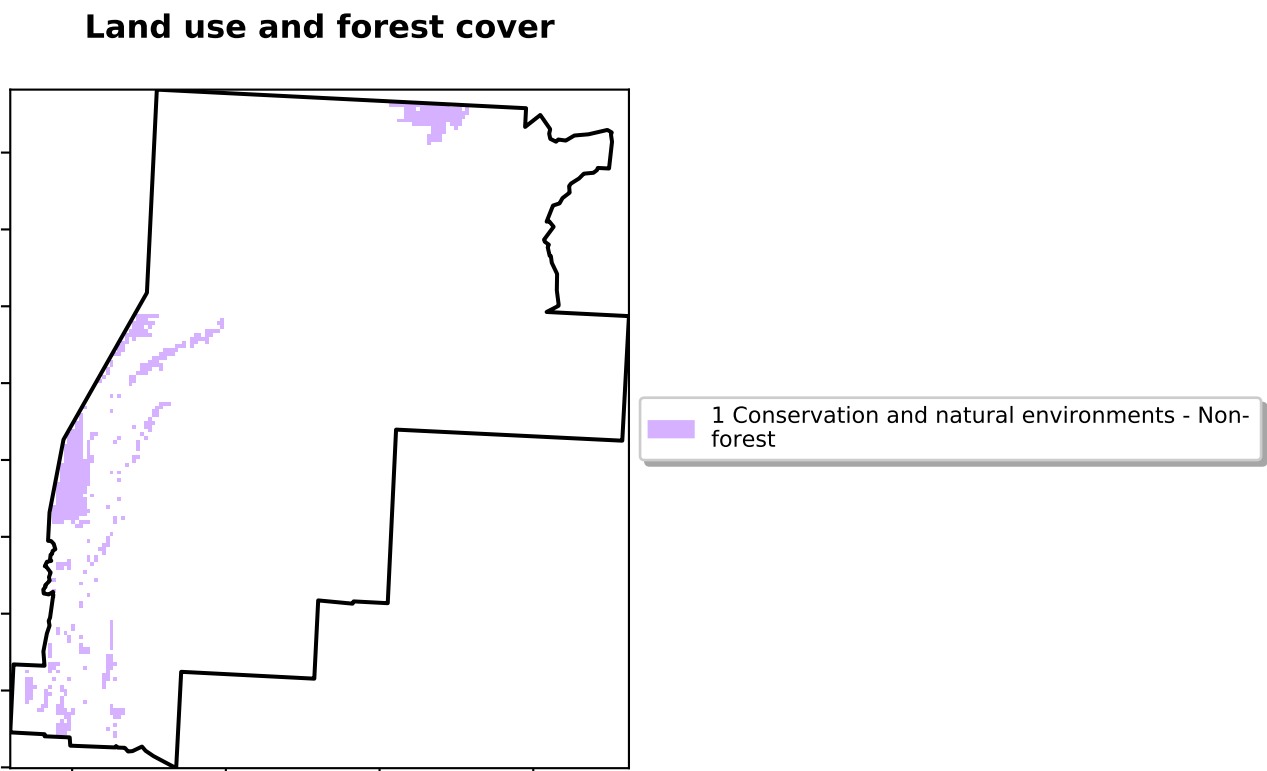 Land use and forest cover
1 Conservation and natural environments - Non-
forest